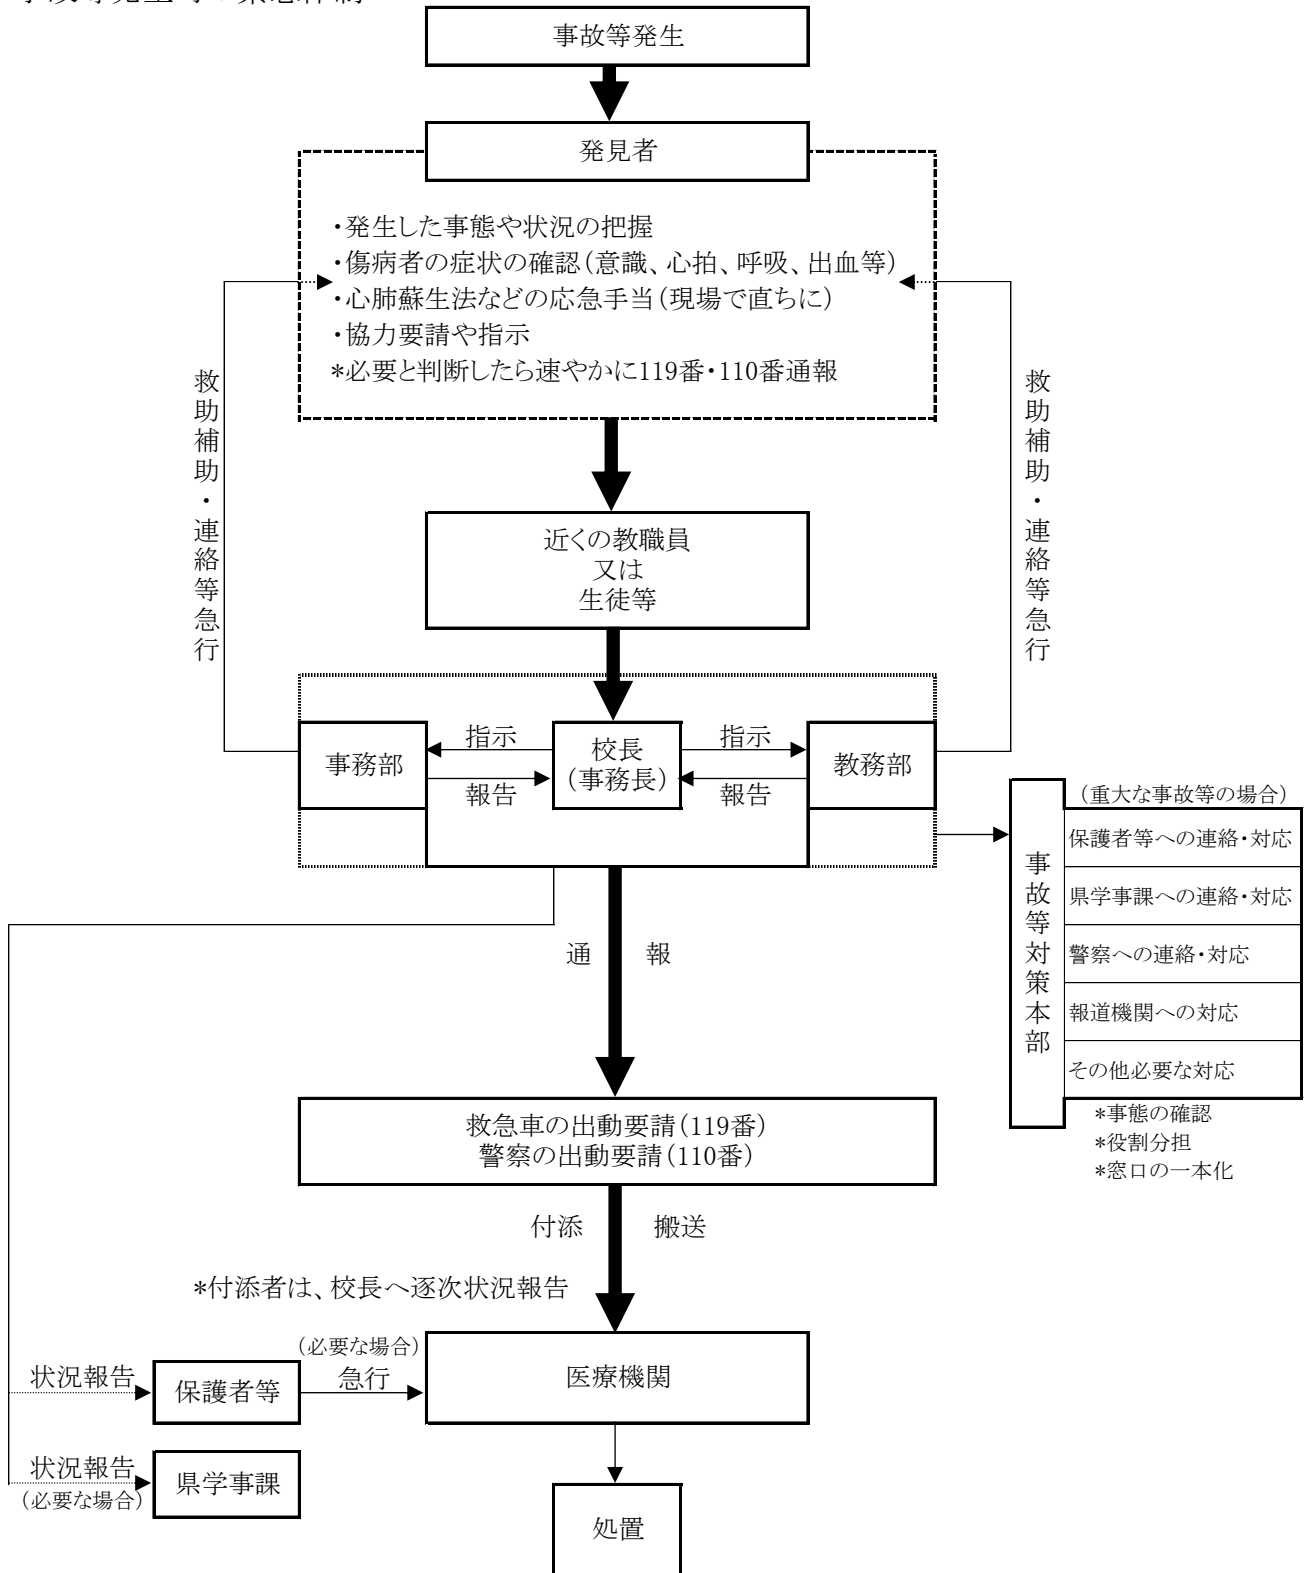 事故等発生
発見者
・発生した事態や状況の把握
・傷病者の症状の確認（意識、心拍、呼吸、出血等）
・心肺蘇生法などの応急手当（現場で直ちに）
・協力要請や指示
*必要と判断したら速やかに119番・110番通報
救助補助・連絡等急行
救助補助・連絡等急行
近くの教職員
又は
生徒等
事務部
指示
報告
校長
（事務長）
指示
報告
教務部
（重大な事故等の場合）
事故等対策本部
保護者等への連絡・対応
県学事課への連絡・対応
警察への連絡・対応
報道機関への対応
その他必要な対応
*事態の確認
*役割分担
*窓口の一本化
通　報
救急車の出動要請（119番）
警察の出動要請（110番）
付添　搬送
*付添者は、校長へ逐次状況報告
状況報告
保護者等
（必要な場合）
急行
医療機関
状況報告
（必要な場合）
県学事課
処置